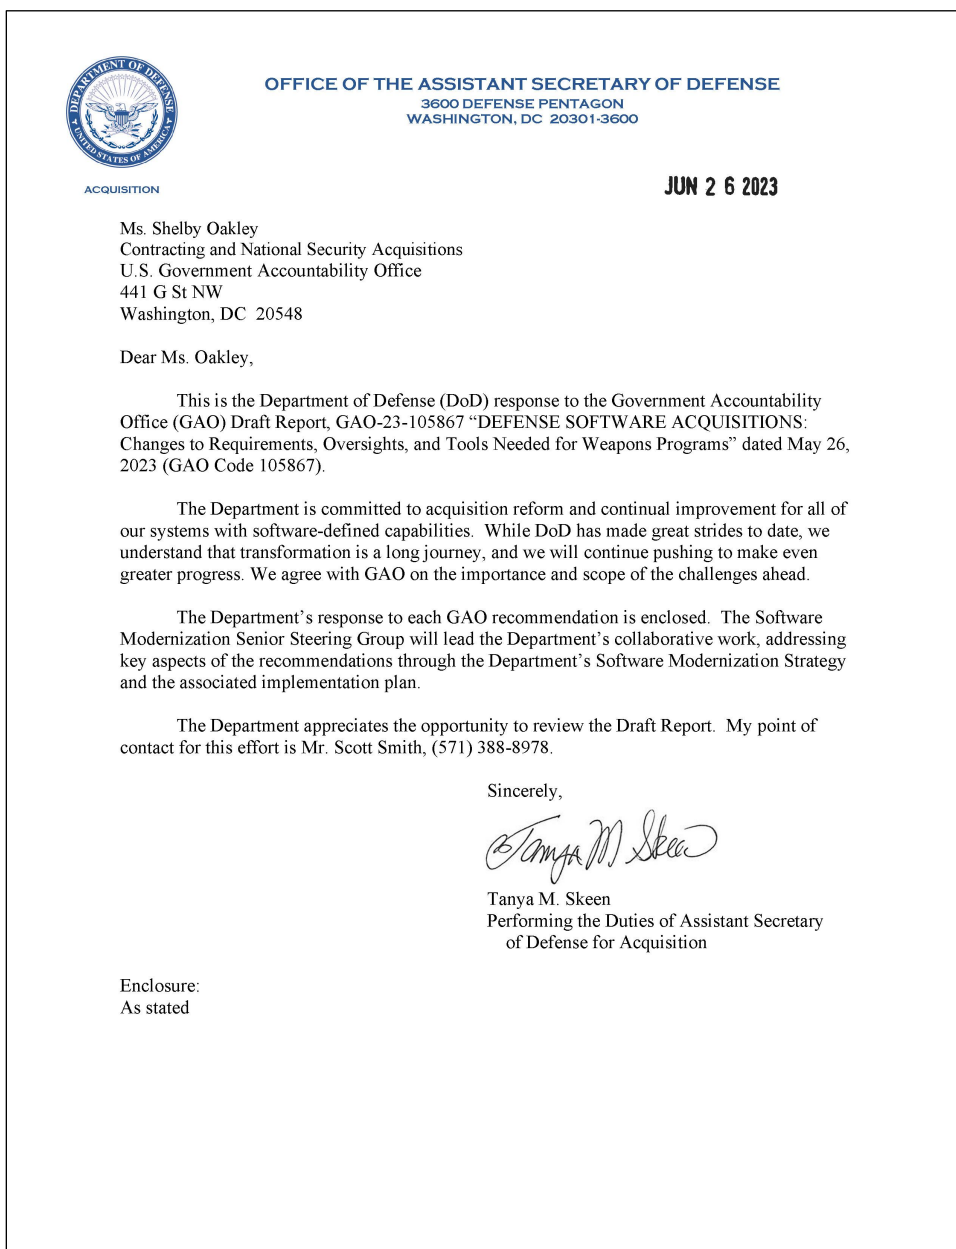 DEPARTMENT OF DEFENSE
UNITED STATES OF AMERICA
ACQUISITION
OFFICE OF THE ASSISTANT SECRETARY OF DEFENSE
3600 DEFENSE PENTAGON
WASHINGTON, DC 20301-3600
JUN 26 2023
Ms. Shelby Oakley
Contracting and National Security Acquisitions
U.S. Government Accountability Office
441 G St NW
Washington, DC 20548
Dear Ms. Oakley,
This is the Department of Defense (DoD) response to the Government Accountability
Office (GAO) Draft Report, GAO-23-105867 “DEFENSE SOFTWARE ACQUISITIONS:
Changes to Requirements, Oversights, and Tools Needed for Weapons Programs” dated May 26,
2023 (GAO Code 105867).
The Department is committed to acquisition reform and continual improvement for all of
our systems with software-defined capabilities. While DoD has made great strides to date, we
understand that transformation is a long journey, and we will continue pushing to make even
greater progress. We agree with GAO on the importance and scope of the challenges ahead.
The Department’s response to each GAO recommendation is enclosed. The Software
Modernization Senior Steering Group will lead the Department’s collaborative work, addressing
key aspects of the recommendations through the Department’s Software Modernization Strategy
and the associated implementation plan.
The Department appreciates the opportunity to review the Draft Report. My point of
contact for this effort is Mr. Scott Smith, (571) 388-8978.
Sincerely,
Tanya M Skeen
Tanya M. Skeen
Performing the Duties of Assistant Secretary
of Defense for Acquisition
Enclosure:
As stated